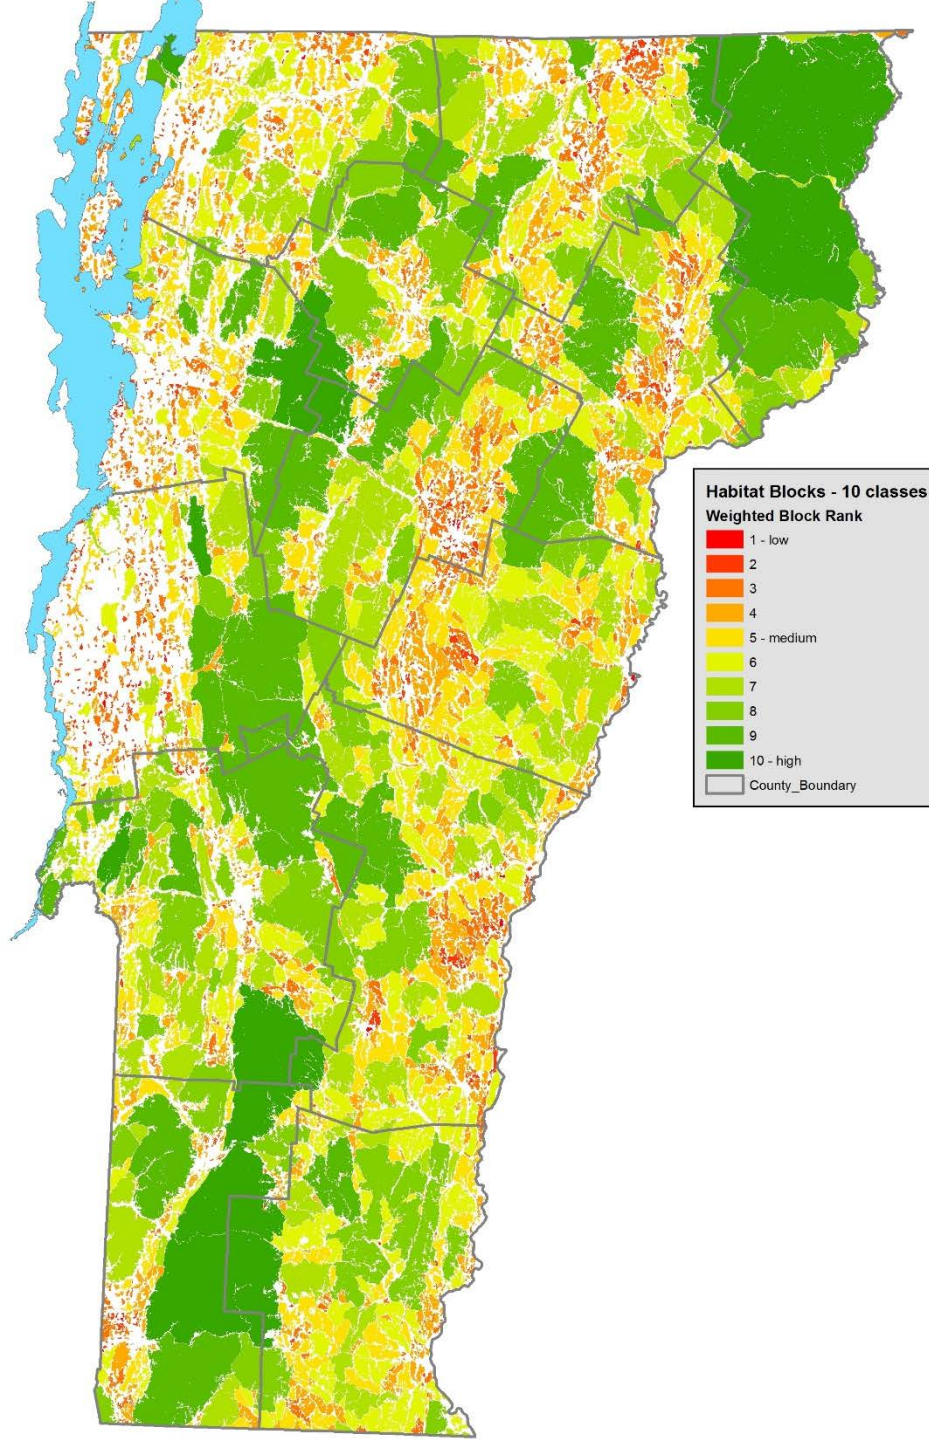 Habitat Blocks - 10 classes
Weighted Block Rank
1 - low
2
3
4
5 - medium
6
7
8
9
10 - high
County_Boundary